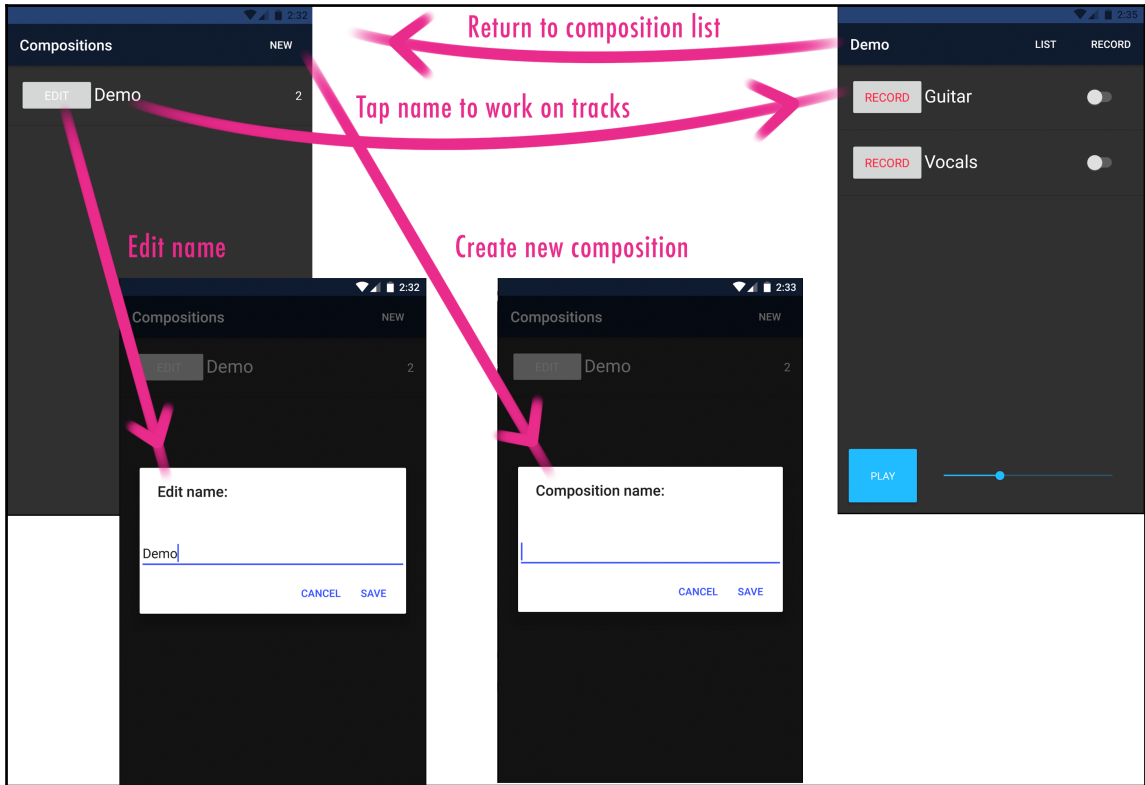 2:32
Compositions NEW
EDIT Demo 2
Return to composition list
Tap name to work on tracks
2:35
Demo LIST RECORD
RECORD Guitar
RECORD Vocals
PLAY
Edit name
Create new composition
2:32
Compositions NEW
EDIT Demo 2
Edit name:
Demo
CANCEL SAVE
2:33
Compositions NEW
EDIT Demo 2
Composition name:
CANCEL SAVE